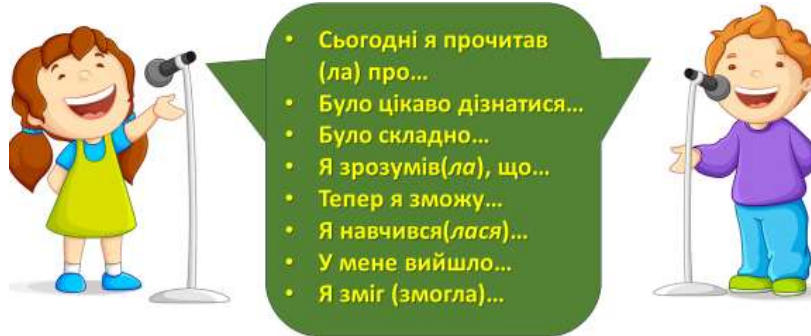 • Сьогодні я прочитав
(ла) про…
• Було цікаво дізнатися…
• Було складно…
• Я зрозумів(ла), що…
• Тепер я зможу…
• Я навчився(лася)…
• У мене вийшло…
• Я зміг (змогла)…